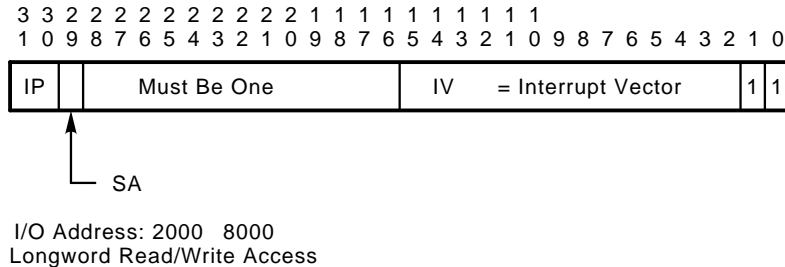 3 3 2 2 2 2 2 2 2 2 2 2 1 1 1 1 1 1 1 1 1 1
1 0 9 8 7 6 5 4 3 2 1 0 9 8 7 6 5 4 3 2 1 0 9 8 7 6 5 4 3 2 1 0
IP Must Be One IV = Interrupt Vector 1 1
SA
I/O Address: 2000 8000
Longword Read/Write Access